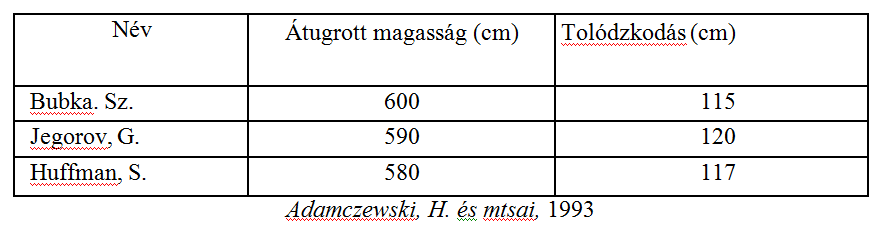 Név Átugrott magasság (cm) Tolódzkodás (cm)
Bubka. Sz. 600 115
Jegorov, G. 590 120
Huffman, S. 580 117
Adamczewski, H. és mtsai, 1993